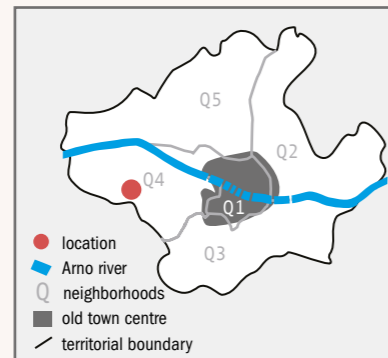 Q5
Q2
Q4
Q1
Q3
location
Arno river
Q neighborhoods
old town centre
territorial boundary